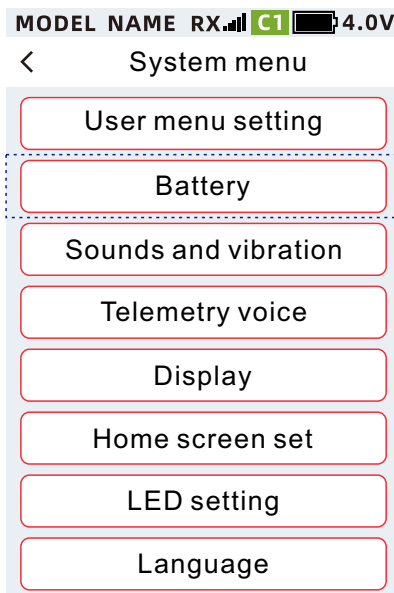 MODEL NAME RX C1 4.0V
System menu
User menu setting
Battery
Sounds and vibration
Telemetry voice
Display
Home screen set
LED setting
Language